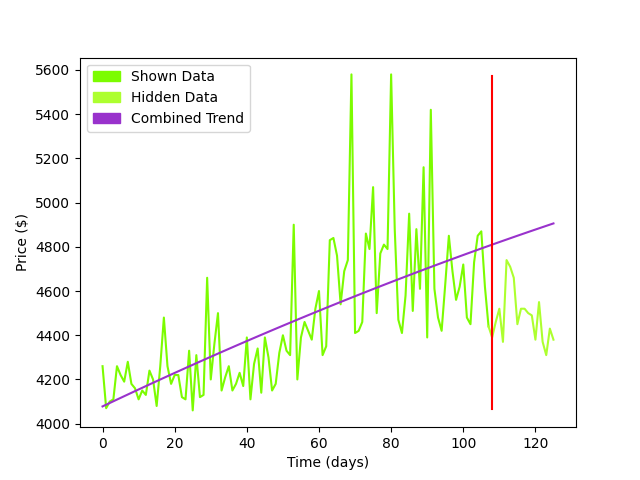 Shown Data
Hidden Data
Combined Trend
5600
5400
5200
5000
4800
4600
4400
4200
4000
Price ($)
0 20 40 60 80 100 120
Time (days)